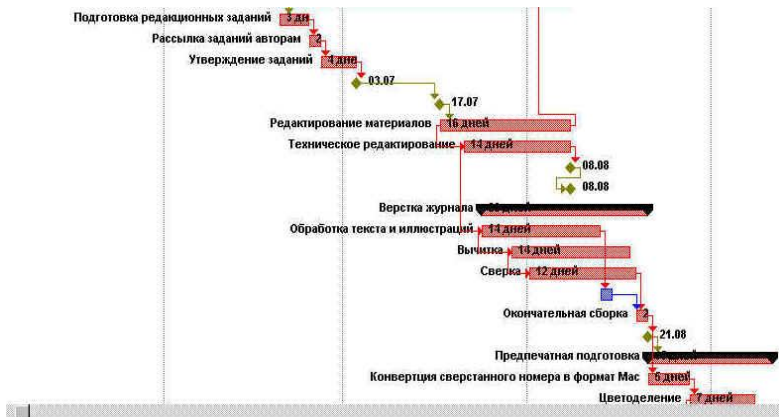 Подготовка редакционных заданий 3 дн
Рассылка заданий авторам 2
Утверждение заданий 4 дне
03.07
17.07
Редактирование материалов 16 дней
Техническое редактирование 14 дней
08.08
08.08
Верстка журнала дней
Обработка текста и иллюстраций 14 дней
Вычитка 14 дней
Сверка 12 дней
Окончательная сборка 2
21.08
Предпечатная подготовка дней
Конвертция сверстанного номера в формат Mac 5 дней
Цветоделение 7 дней